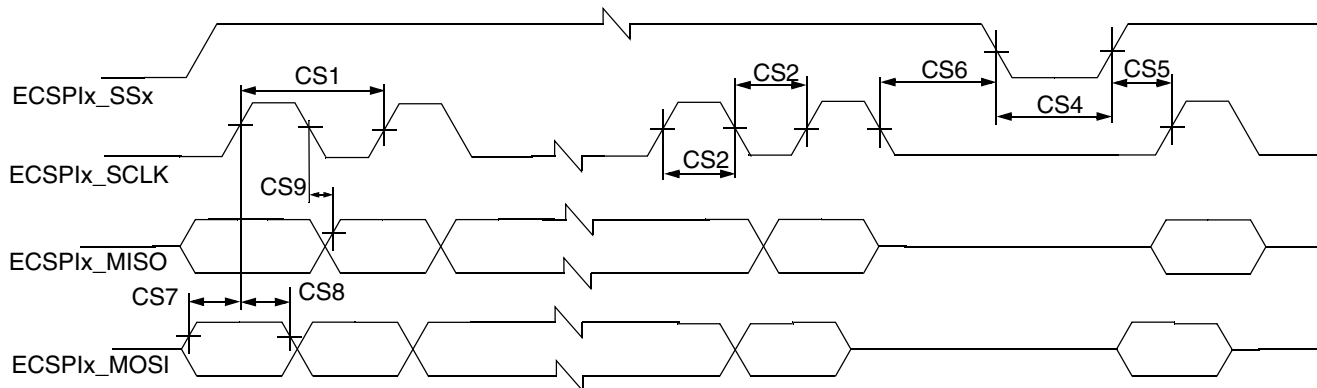 CS1
CS2
CS6
CS5
ECSPIx_SSx
CS4
CS2
ECSPIx_SCLK
CS9
ECSPIx_MISO
CS7
CS8
ECSPIx_MOSI